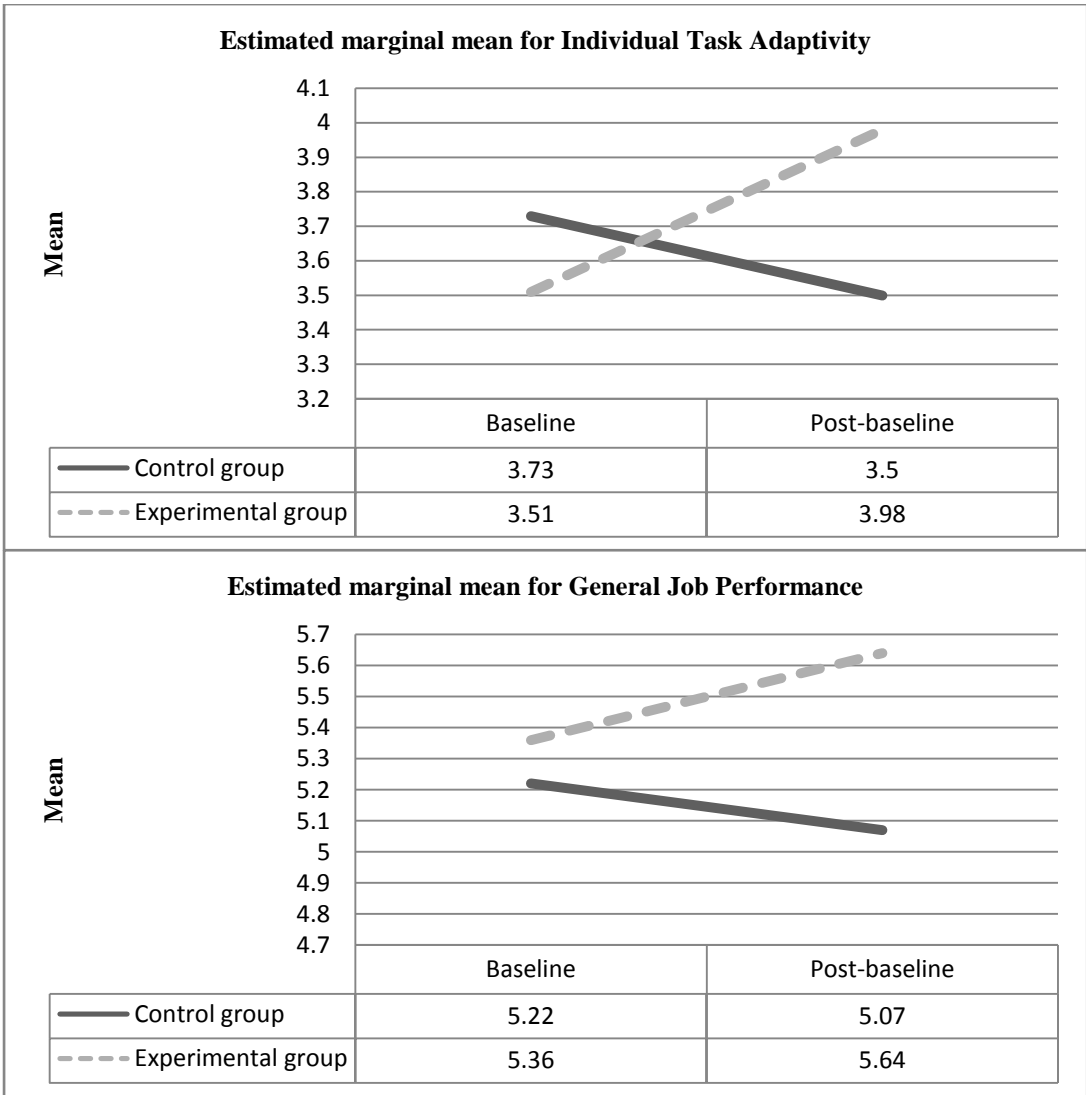 Estimated marginal mean for Individual Task Adaptivity
4.1
4
3.9
3.8
3.7
3.6
3.5
3.4
3.3
3.2
Mean
Baseline Post-baseline
Control group 3.73 3.5
Experimental group 3.51 3.98
Estimated marginal mean for General Job Performance
5.7
5.6
5.5
5.4
5.3
5.2
5.1
5
4.9
4.8
4.7
Mean
Baseline Post-baseline
Control group 5.22 5.07
Experimental group 5.36 5.64